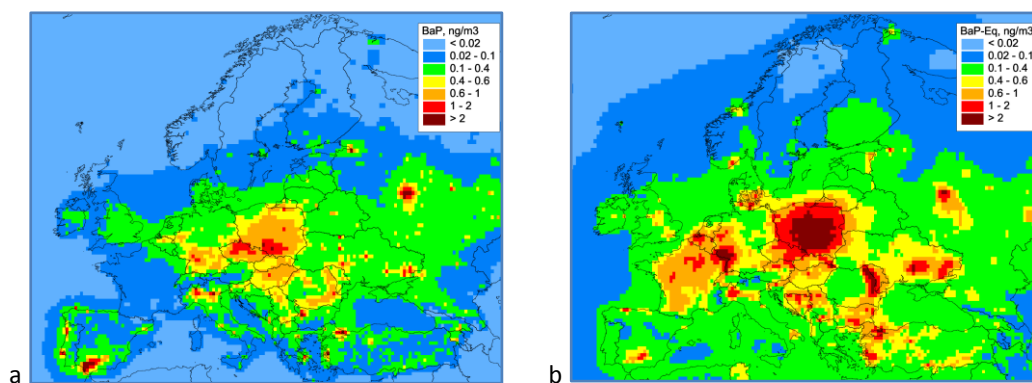 BaP, ng/m3
< 0.02
0.02 - 0.1
0.1 - 0.4
0.4 - 0.6
0.6 - 1
1 - 2
> 2
a
BaP-Eq, ng/m3
< 0.02
0.02 - 0.1
0.1 - 0.4
0.4 - 0.6
0.6 - 1
1 - 2
> 2
b